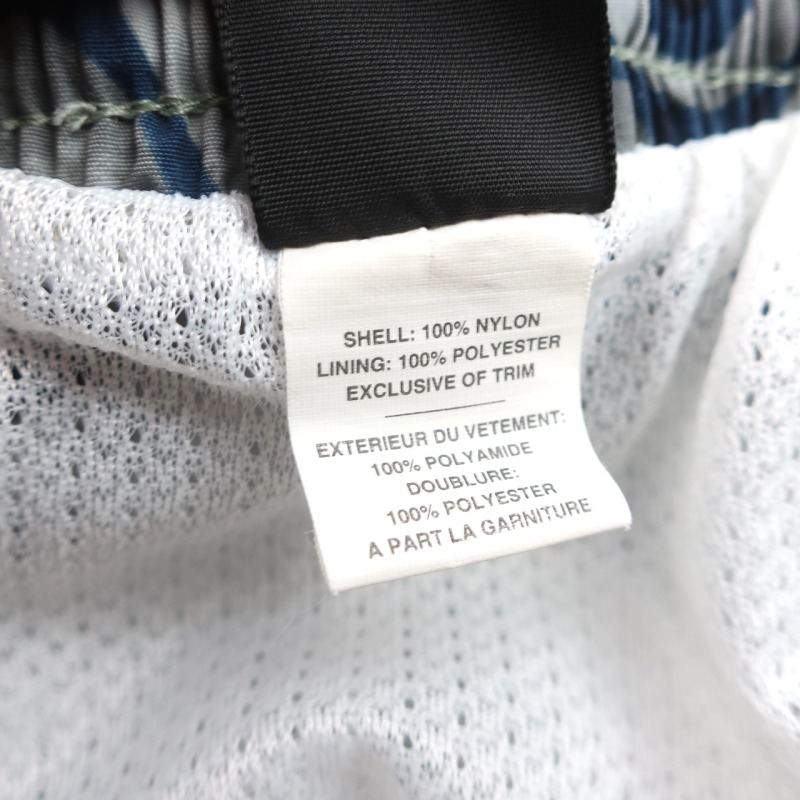 SHELL: 100% NYLON
LINING: 100% POLYESTER
EXCLUSIVE OF TRIM
EXTERIEUR DU VETEMENT:
100% POLYAMIDE
DOUBLURE:
100% POLYESTER
A PART LA GARNITURE